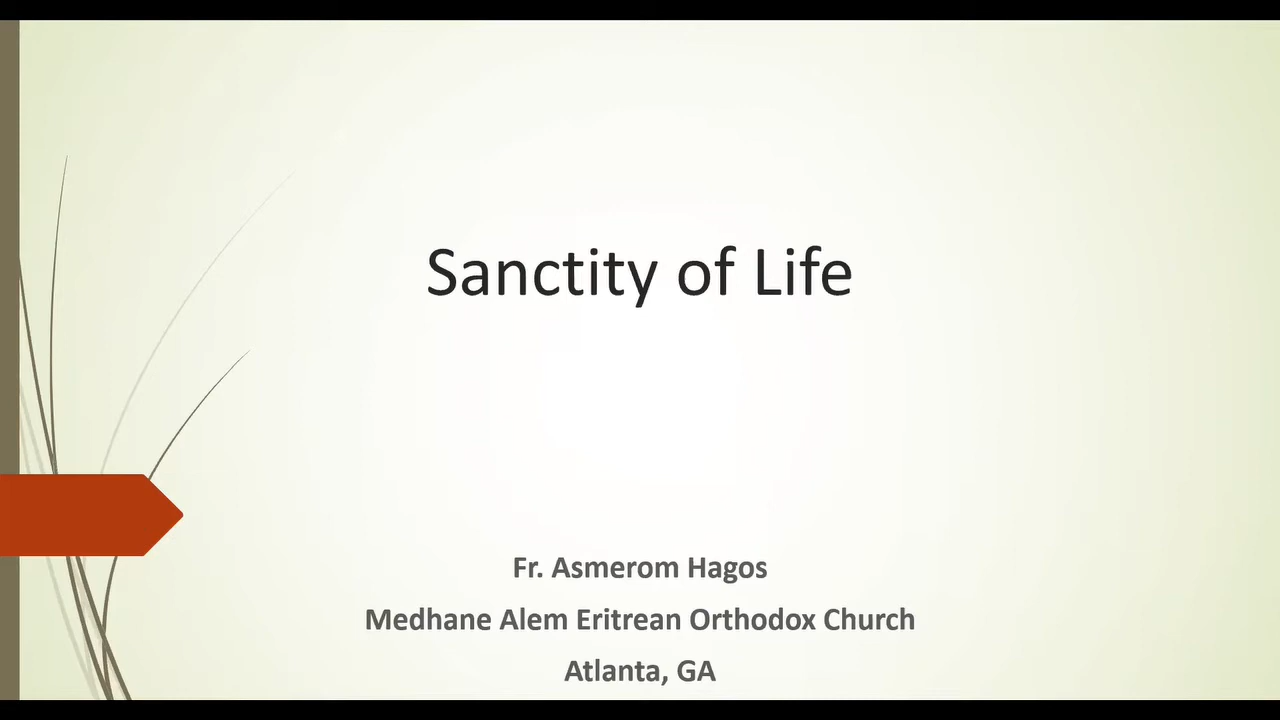 Sanctity of Life
Fr. Asmerom Hagos
Medhane Alem Eritrean Orthodox Church
Atlanta, GA